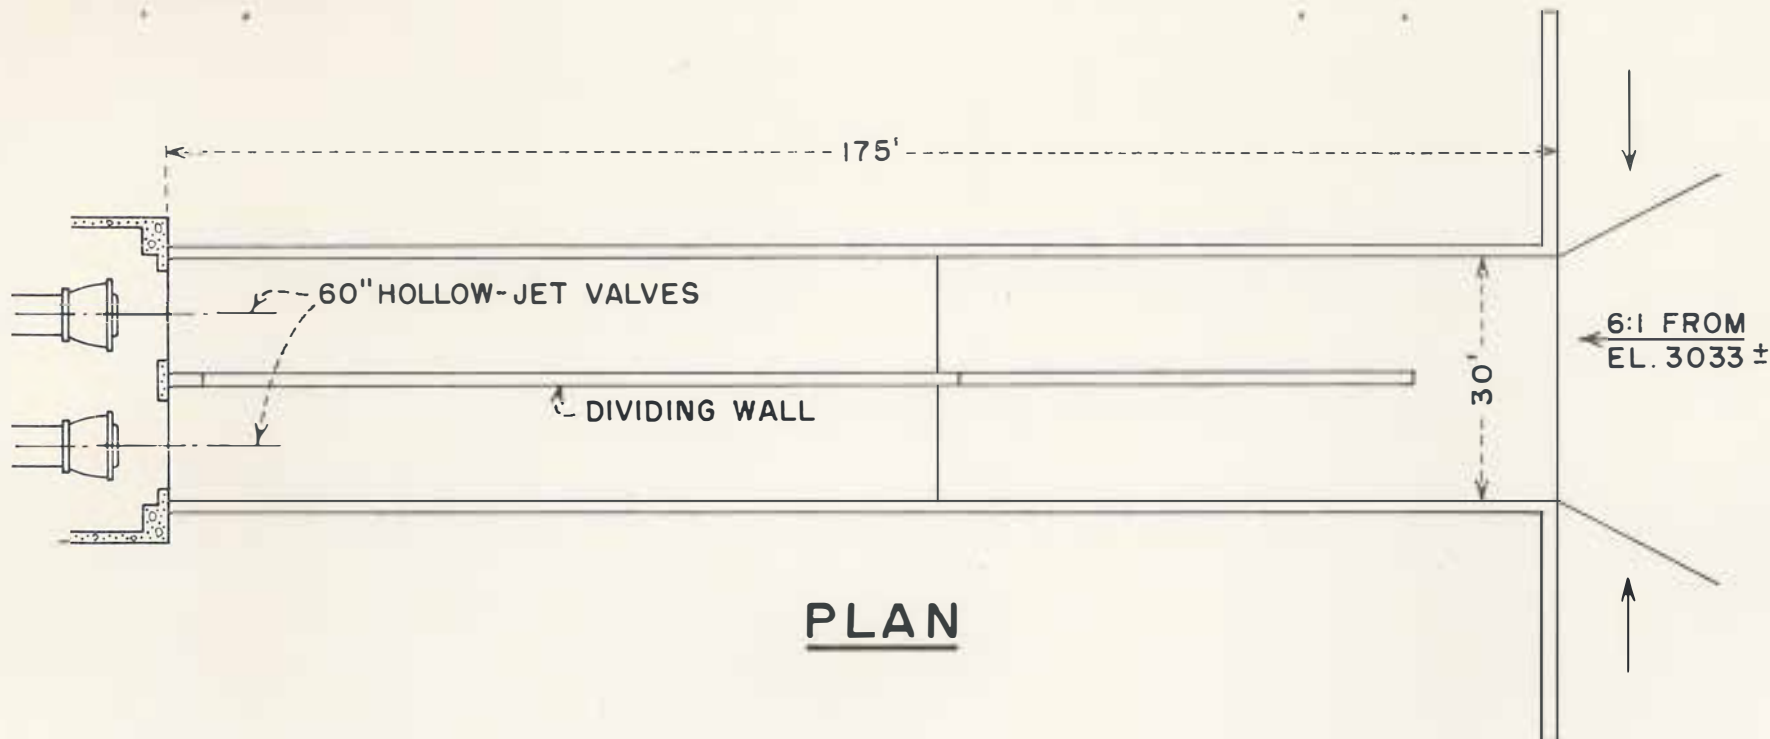 175'
60" HOLLOW-JET VALVES
6:1 FROM
EL. 3033 ±
30'
DIVIDING WALL
PLAN